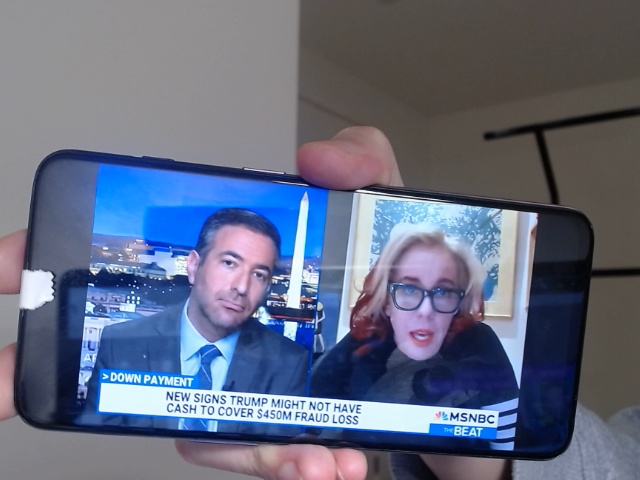 > DOWN PAYMENT
NEW SIGNS TRUMP MIGHT NOT HAVE
CASH TO COVER $450M FRAUD LOSS
MSNBC
THE BEAT